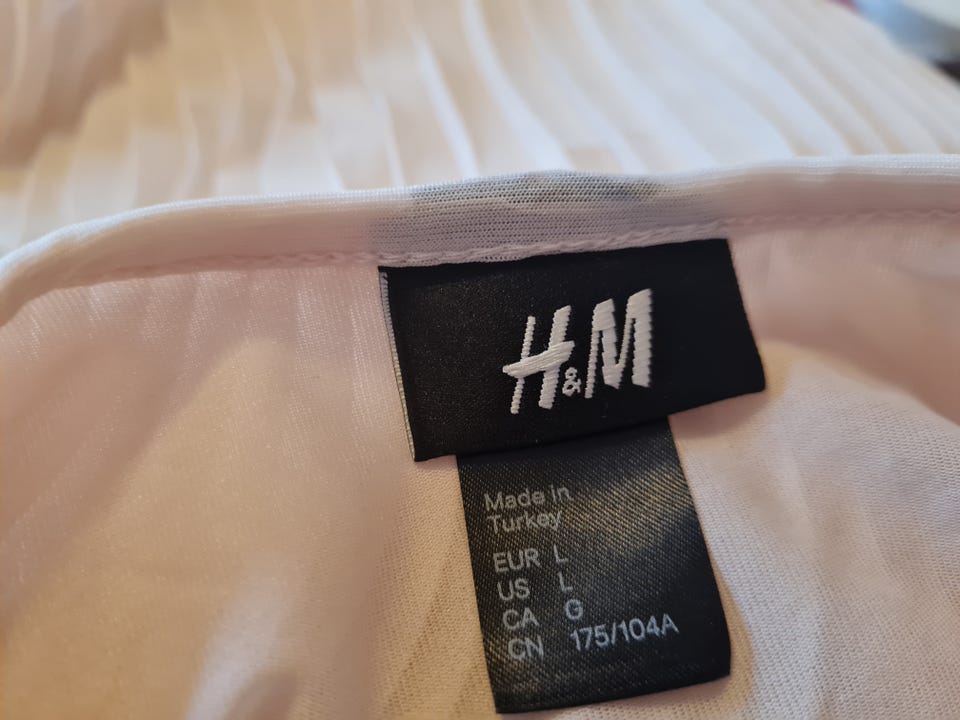 H&M
Made in
Turkey
EUR L
US L
CA G
CN 175/104A